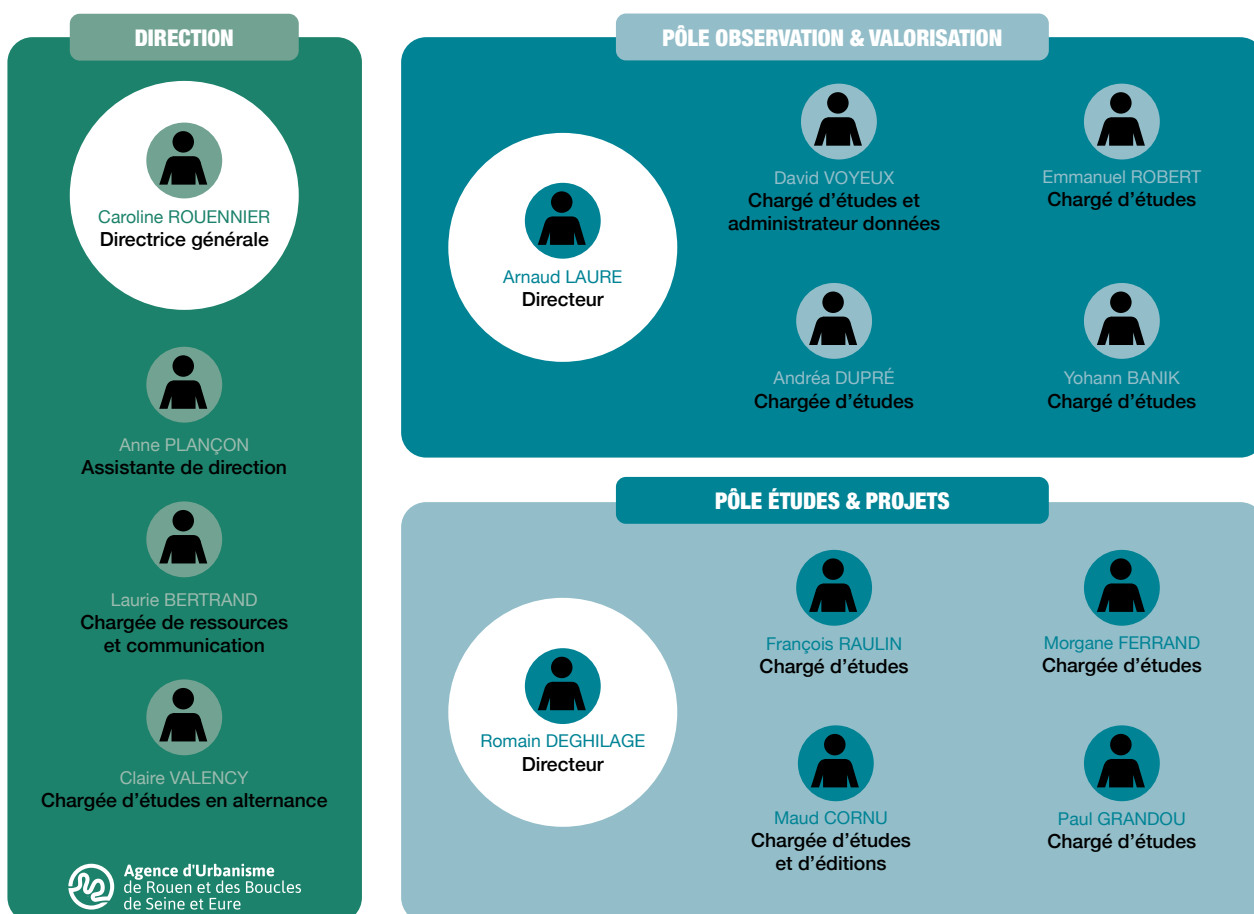 DIRECTION
Caroline ROUENNIER
Directrice générale
Anne PLANÇON
Assistante de direction
Laurie BERTRAND
Chargée de ressources
et communication
Claire VALENCY
Chargée d'études en alternance
Agence d'Urbanisme
de Rouen et des Boucles
de Seine et Eure
PÔLE OBSERVATION & VALORISATION
Arnaud LAURE
Directeur
David VOYEUX
Chargé d'études et
administrateur données
Emmanuel ROBERT
Chargé d'études
Andréa DUPRÉ
Chargée d'études
Yohann BANIK
Chargé d'études
PÔLE ÉTUDES & PROJETS
Romain DEGHILAGE
Directeur
François RAULIN
Chargé d'études
Morgane FERRAND
Chargée d'études
Maud CORNU
Chargée d'études
et d'éditions
Paul GRANDOU
Chargé d'études